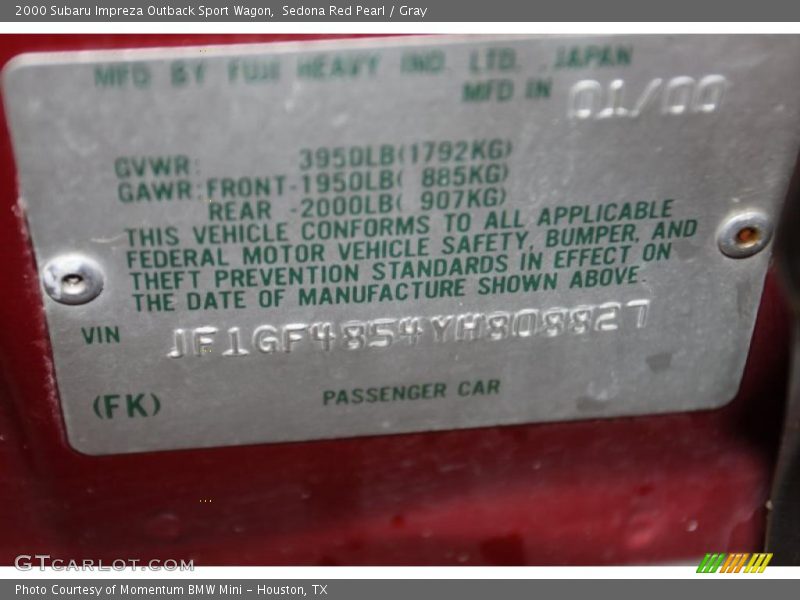 2000 Subaru Impreza Outback Sport Wagon, Sedona Red Pearl / Gray
MFD BY FUJI HEAVY IND. LTD. JAPAN
MFD IN 01/00
GVWR: 3950LB(1792KG)
GAWR:FRONT-1950LB( 885KG)
REAR -2000LB( 907KG)
THIS VEHICLE CONFORMS TO ALL APPLICABLE
FEDERAL MOTOR VEHICLE SAFETY, BUMPER, AND
THEFT PREVENTION STANDARDS IN EFFECT ON
THE DATE OF MANUFACTURE SHOWN ABOVE.
VIN JF1GF4854YH808827
(FK) PASSENGER CAR
GTCARLOT.COM
Photo Courtesy of Momentum BMW Mini - Houston, TX